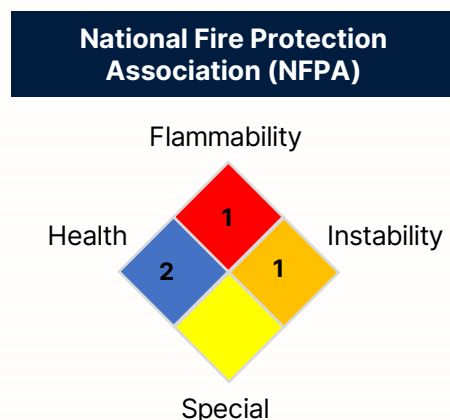 National Fire Protection
Association (NFPA)
Flammability
1
Health
Instability
2
1
Special